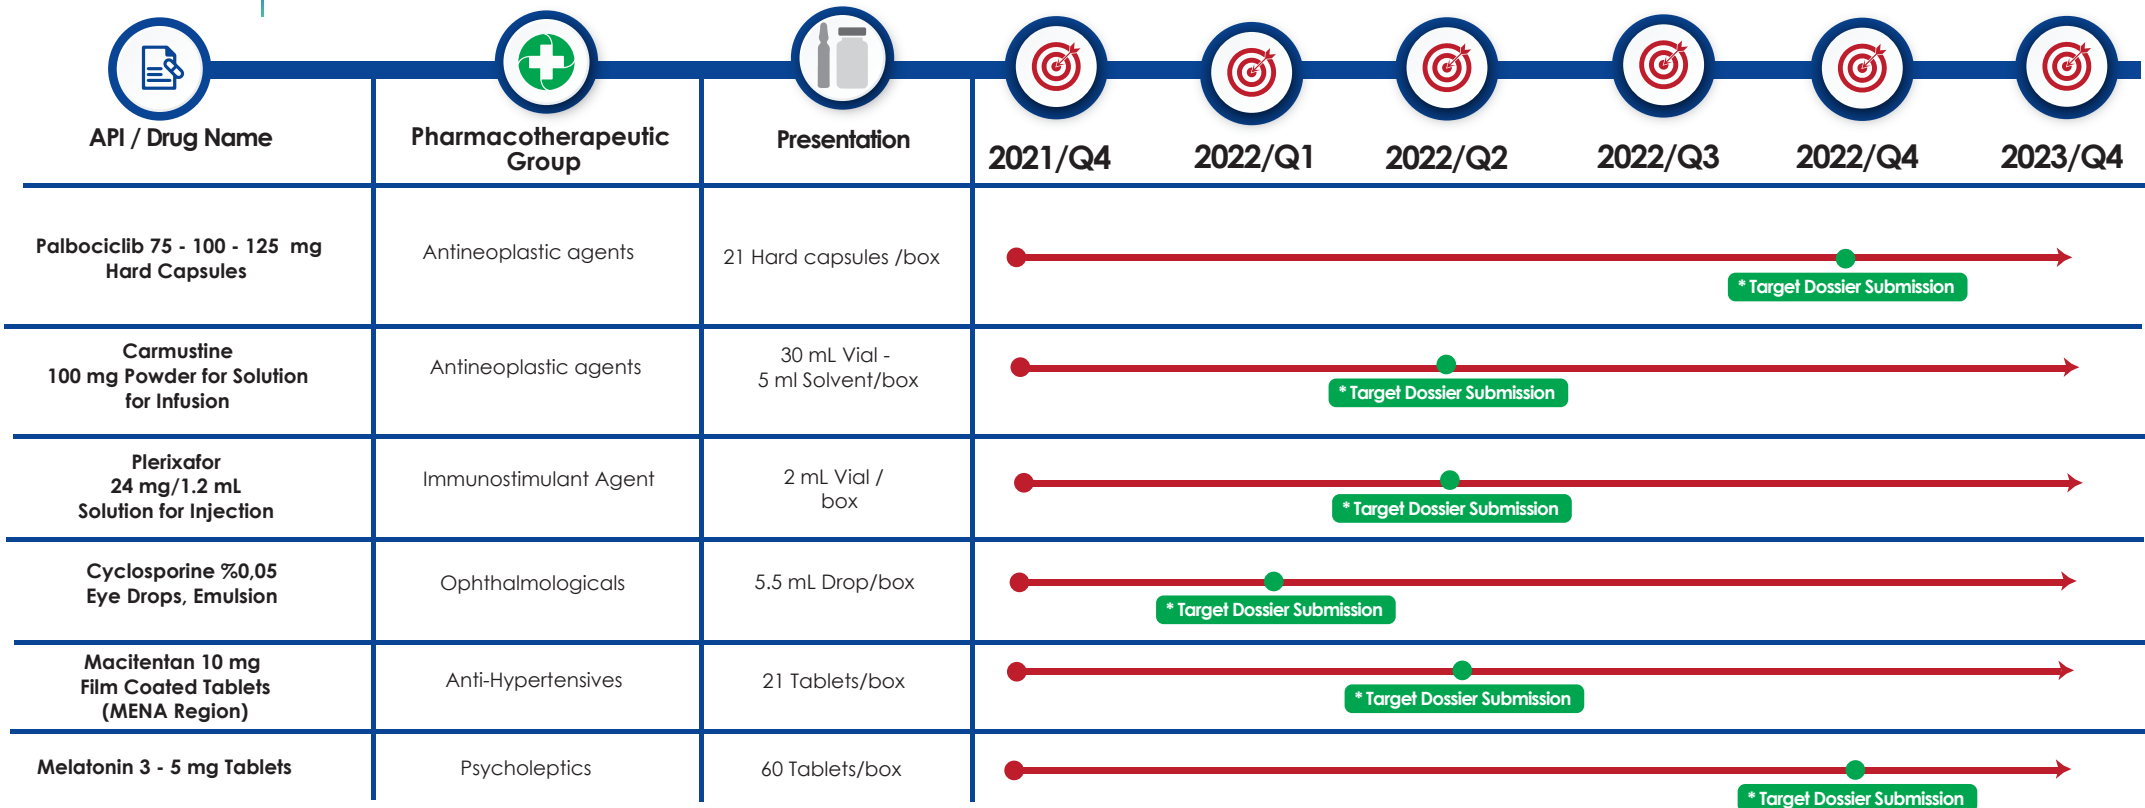 API / Drug Name
Pharmacotherapeutic
Group
Presentation
2021/Q4
2022/Q1
2022/Q2
2022/Q3
2022/Q4
2023/Q4
Palbociclib 75 - 100 - 125 mg
Hard Capsules
Antineoplastic agents
21 Hard capsules /box
* Target Dossier Submission
Carmustine
100 mg Powder for Solution
for Infusion
Antineoplastic agents
30 mL Vial -
5 ml Solvent/box
* Target Dossier Submission
Plerixafor
24 mg/1.2 mL
Solution for Injection
Immunostimulant Agent
2 mL Vial /
box
* Target Dossier Submission
Cyclosporine %0,05
Eye Drops, Emulsion
Ophthalmologicals
5.5 mL Drop/box
* Target Dossier Submission
Macitentan 10 mg
Film Coated Tablets
(MENA Region)
Anti-Hypertensives
21 Tablets/box
* Target Dossier Submission
Melatonin 3 - 5 mg Tablets
Psycholeptics
60 Tablets/box
* Target Dossier Submission